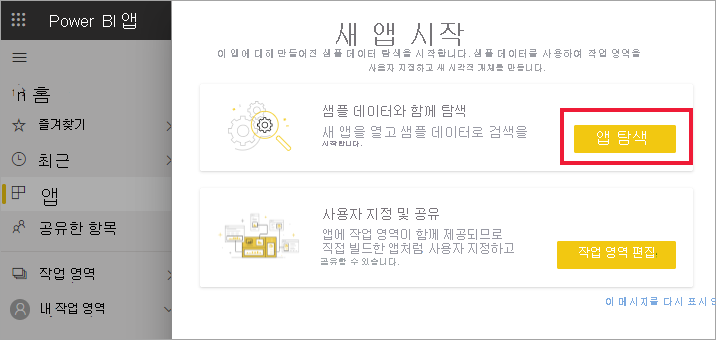 Power BI 앱
홈
즐겨찾기
최근
앱
공유한 항목
작업 영역
내 작업 영역
새 앱 시작
이 앱에 대해 만들어진 샘플 데이터 탐색을 시작합니다. 샘플 데이터를 사용하여 작업 영역을
사용자 지정하고 새 시각적 개체를 만듭니다.
샘플 데이터와 함께 탐색
새 앱을 열고 샘플 데이터로 검색을
시작합니다.
앱 탐색
사용자 지정 및 공유
앱에 작업 영역이 함께 제공되므로
직접 빌드한 앱처럼 사용자 지정하고
공유할 수 있습니다.
작업 영역 편집
이 메시지를 다시 표시 안